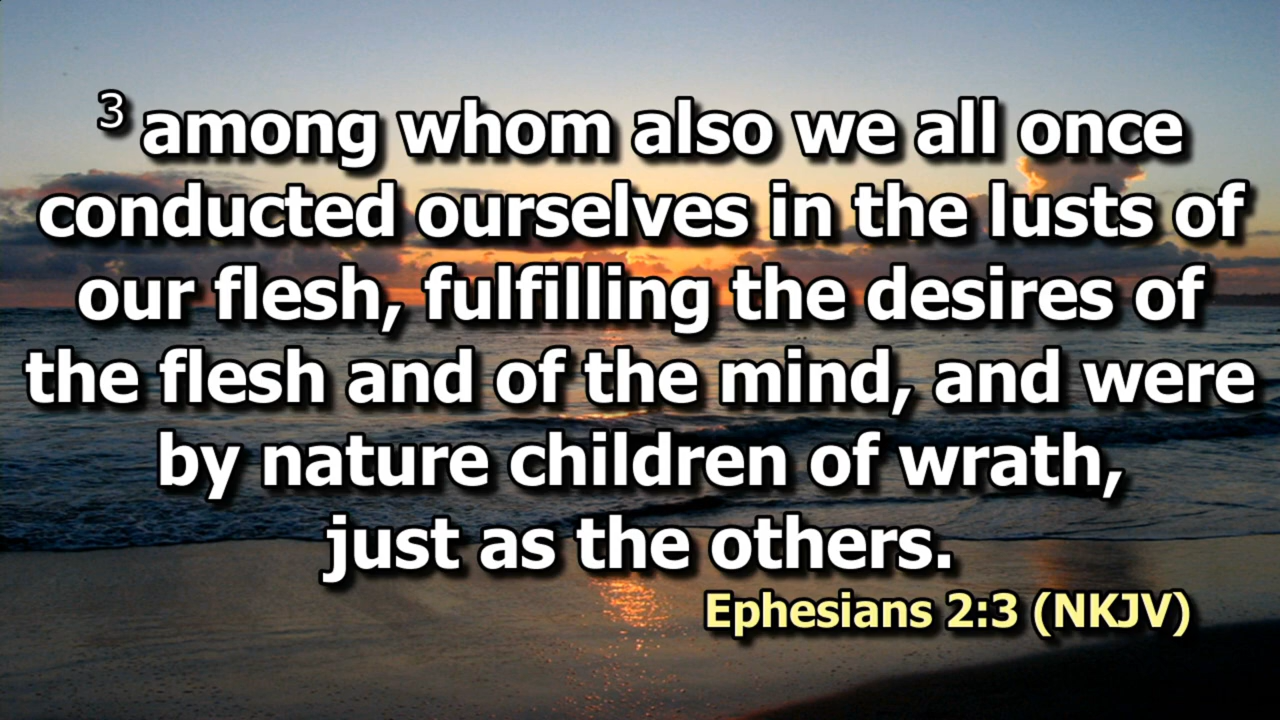 3 among whom also we all once
conducted ourselves in the lusts of
our flesh, fulfilling the desires of
the flesh and of the mind, and were
by nature children of wrath,
just as the others.
Ephesians 2:3 (NKJV)